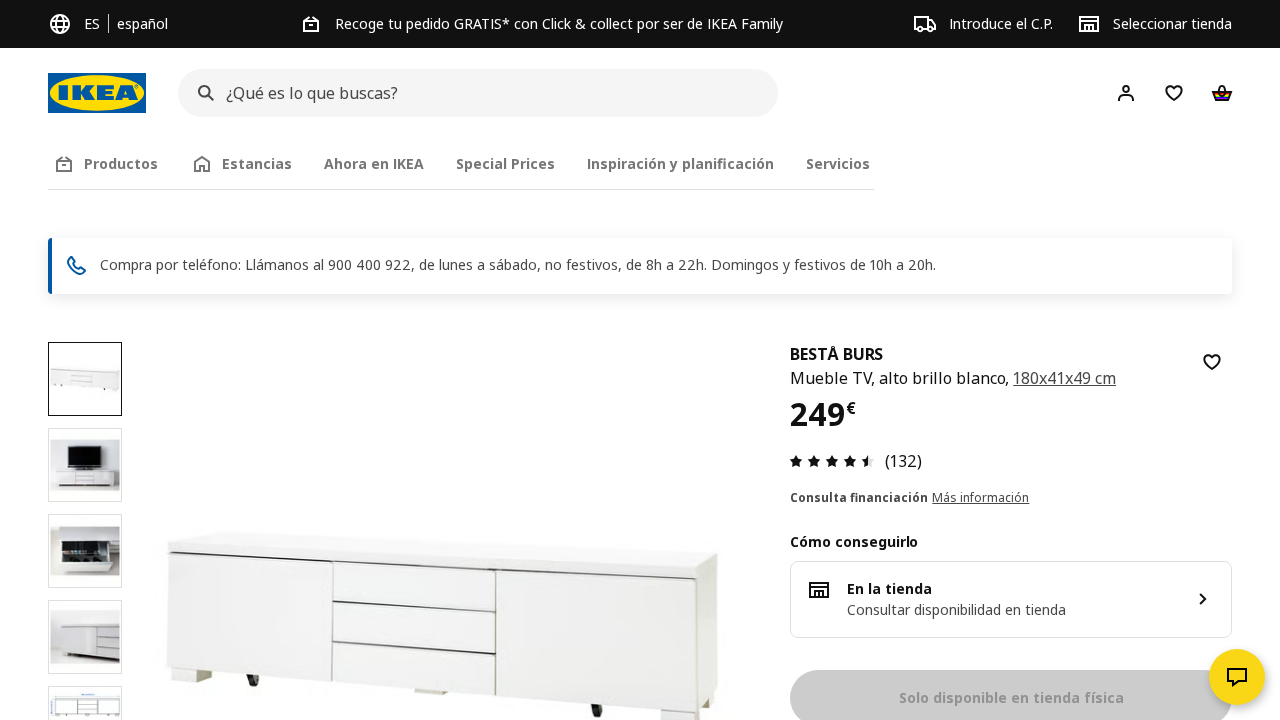 ES español
Recoge tu pedido GRATIS* con Click & collect por ser de IKEA Family
Introduce el C.P.
Seleccionar tienda
IKEA
¿Qué es lo que buscas?
Productos
Estancias
Ahora en IKEA
Special Prices
Inspiración y planificación
Servicios
Compra por teléfono: Llámanos al 900 400 922, de lunes a sábado, no festivos, de 8h a 22h. Domingos y festivos de 10h a 20h.
BESTÅ BURS
Mueble TV, alto brillo blanco, 180x41x49 cm
249€
(132)
Consulta financiación Más información
Cómo conseguirlo
En la tienda
Consultar disponibilidad en tienda
Solo disponible en tienda física